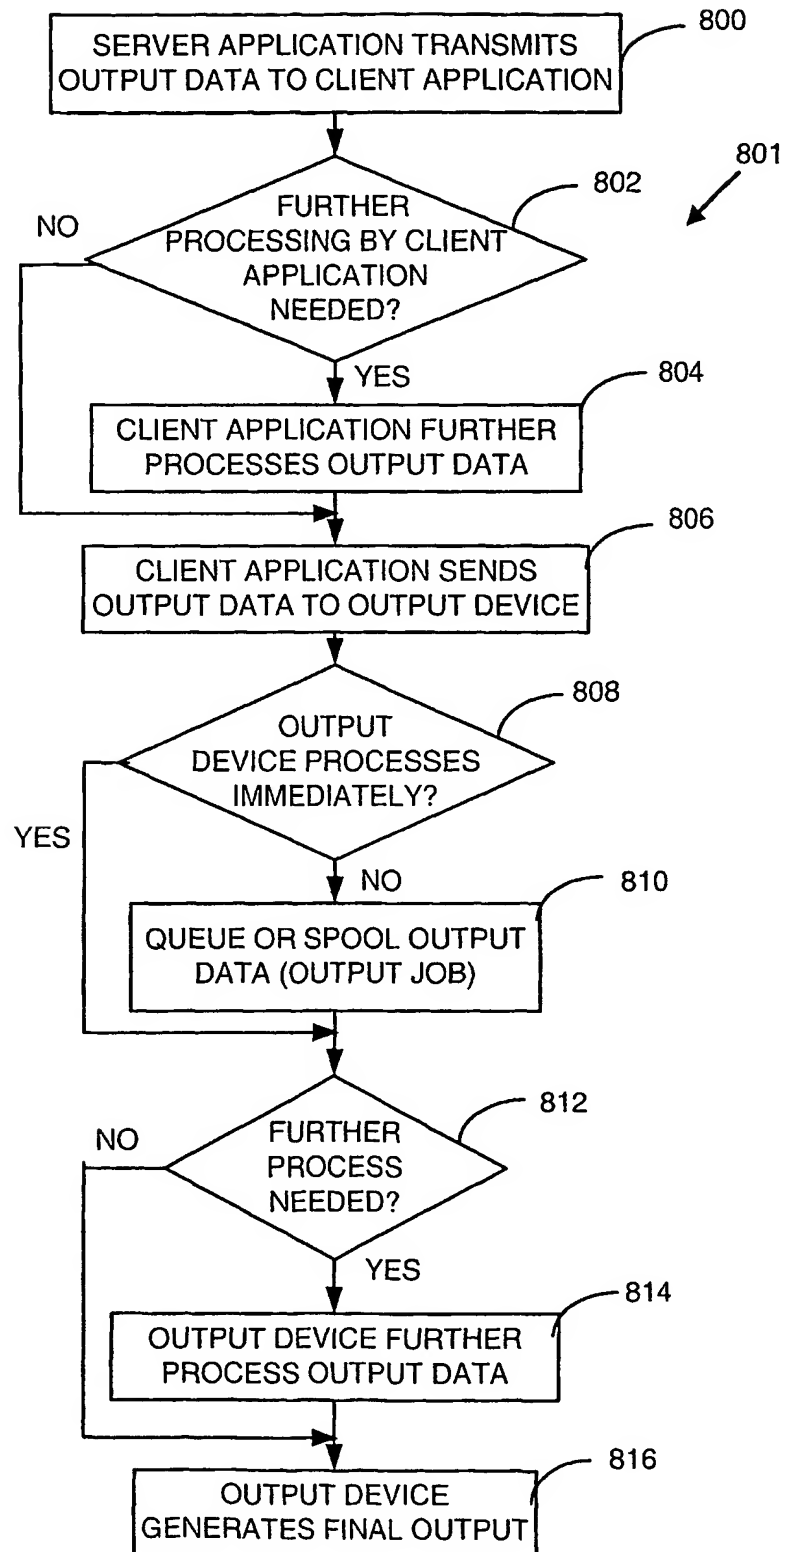 800
SERVER APPLICATION TRANSMITS
OUTPUT DATA TO CLIENT APPLICATION
801
802
NO
FURTHER
PROCESSING BY CLIENT
APPLICATION
NEEDED?
YES
804
CLIENT APPLICATION FURTHER
PROCESSES OUTPUT DATA
806
CLIENT APPLICATION SENDS
OUTPUT DATA TO OUTPUT DEVICE
808
OUTPUT
DEVICE PROCESSES
IMMEDIATELY?
YES
NO
810
QUEUE OR SPOOL OUTPUT
DATA (OUTPUT JOB)
812
NO
FURTHER
PROCESS
NEEDED?
YES
814
OUTPUT DEVICE FURTHER
PROCESS OUTPUT DATA
816
OUTPUT DEVICE
GENERATES FINAL OUTPUT